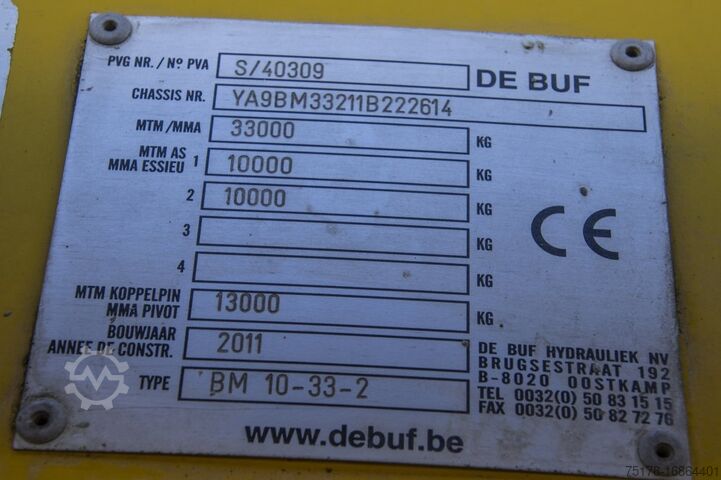 PVG NR. / Nº PVA S/40309 DE BUF
CHASSIS NR. YA9BM33211B222614
MTM /MMA 33000 KG
MTM AS
MMA ESSIEU 1 10000 KG
2 10000 KG
3 KG
4 KG
MTM KOPPELPIN
MMA PIVOT 13000 KG
BOUWJAAR
ANNEE DE CONSTR. 2011
TYPE BM 10-33-2
CE
DE BUF HYDRAULIEK NV
BRUGSESTRAAT 192
B-8020 OOSTKAMP
TEL 0032(0) 50 83 15 15
FAX 0032(0) 50 82 72 76
www.debuf.be
75176-16864401